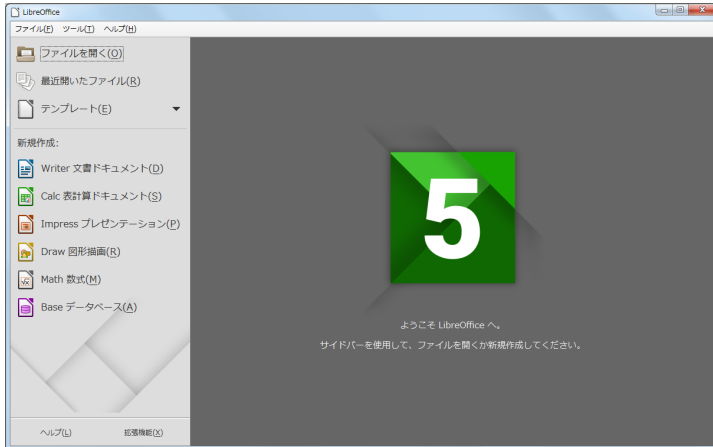 LibreOffice
ファイル(F) ツール(T) ヘルプ(H)
ファイルを開く(O)
最近開いたファイル(R)
テンプレート(E)
新規作成:
Writer 文書ドキュメント(D)
Calc 表計算ドキュメント(S)
Impress プレゼンテーション(P)
Draw 図形描画(R)
Math 数式(M)
Base データベース(A)
ヘルプ(L) 拡張機能(X)
5
ようこそ LibreOffice へ。
サイドバーを使用して、ファイルを開くか新規作成してください。